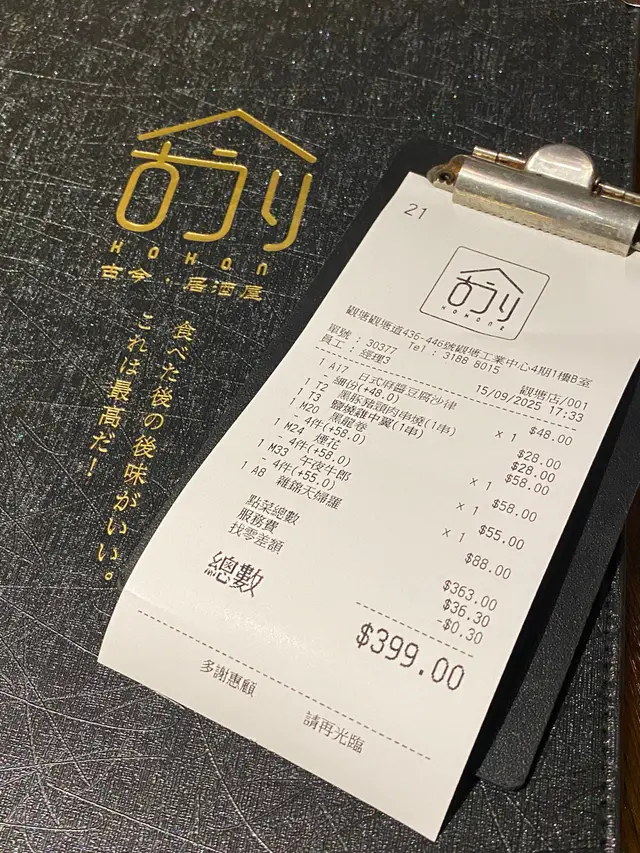 KOKON
古今．居酒屋
食べた後の後味がいい。
これは最高だ！
21
KOKON
觀塘觀塘道436-446號觀塘工業中心4期1樓B室
Tel : 3188 8015
單號 : 30377 觀塘店/001
員工 : 經理3 15/09/2025 17:33
1 A17 日式麻醬豆腐沙律
- 細份(+48.0) x 1 $48.00
1 T2 黑豚豬頸肉串燒(1串) $28.00
1 T3 鹽燒雞中翼(1串) $28.00
1 M20 黑龍卷 $58.00
- 4件(+58.0) x 1
1 M24 煙花 $58.00
- 4件(+58.0) x 1
1 M33 午夜牛郎 $55.00
- 4件(+55.0) x 1
1 A8 雜錦天婦羅 $88.00
點菜總數 $363.00
服務費 $36.30
找零差額 -$0.30
總數 $399.00
多謝惠顧 請再光臨